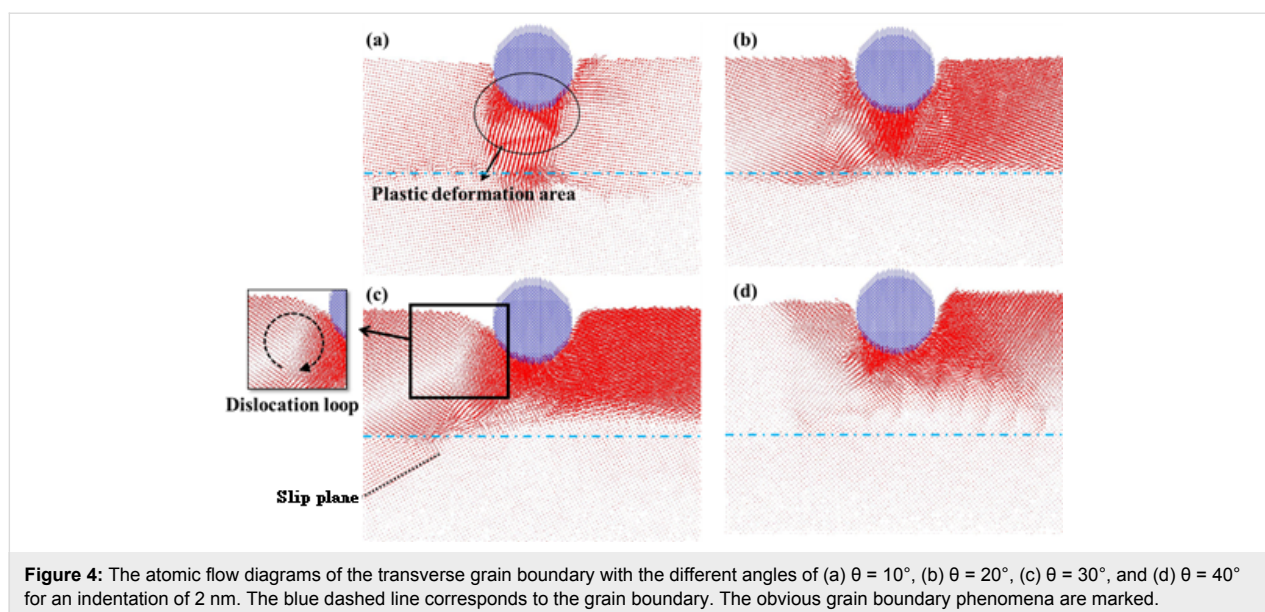 (a)
(b)
Plastic deformation area
(c)
(d)
Dislocation loop
Slip plane
Figure 4: The atomic flow diagrams of the transverse grain boundary with the different angles of (a) θ = 10°, (b) θ = 20°, (c) θ = 30°, and (d) θ = 40°
for an indentation of 2 nm. The blue dashed line corresponds to the grain boundary. The obvious grain boundary phenomena are marked.